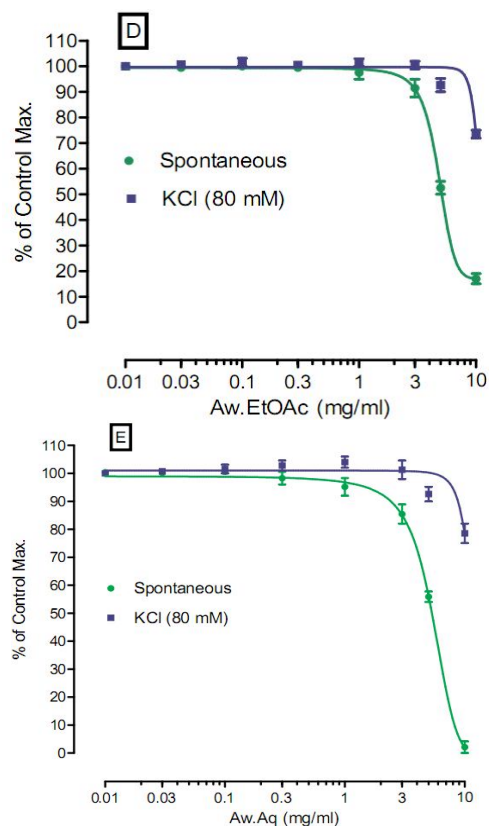 D
110
100
90
80
70
60
50
40
30
20
10
0
% of Control Max.
Spontaneous
KCl (80 mM)
0.01 0.03 0.1 0.3 1 3 10
Aw.EtOAc (mg/ml)
E
110
100
90
80
70
60
50
40
30
20
10
0
% of Control Max.
Spontaneous
KCl (80 mM)
0.01 0.03 0.1 0.3 1 3 10
Aw.Aq (mg/ml)